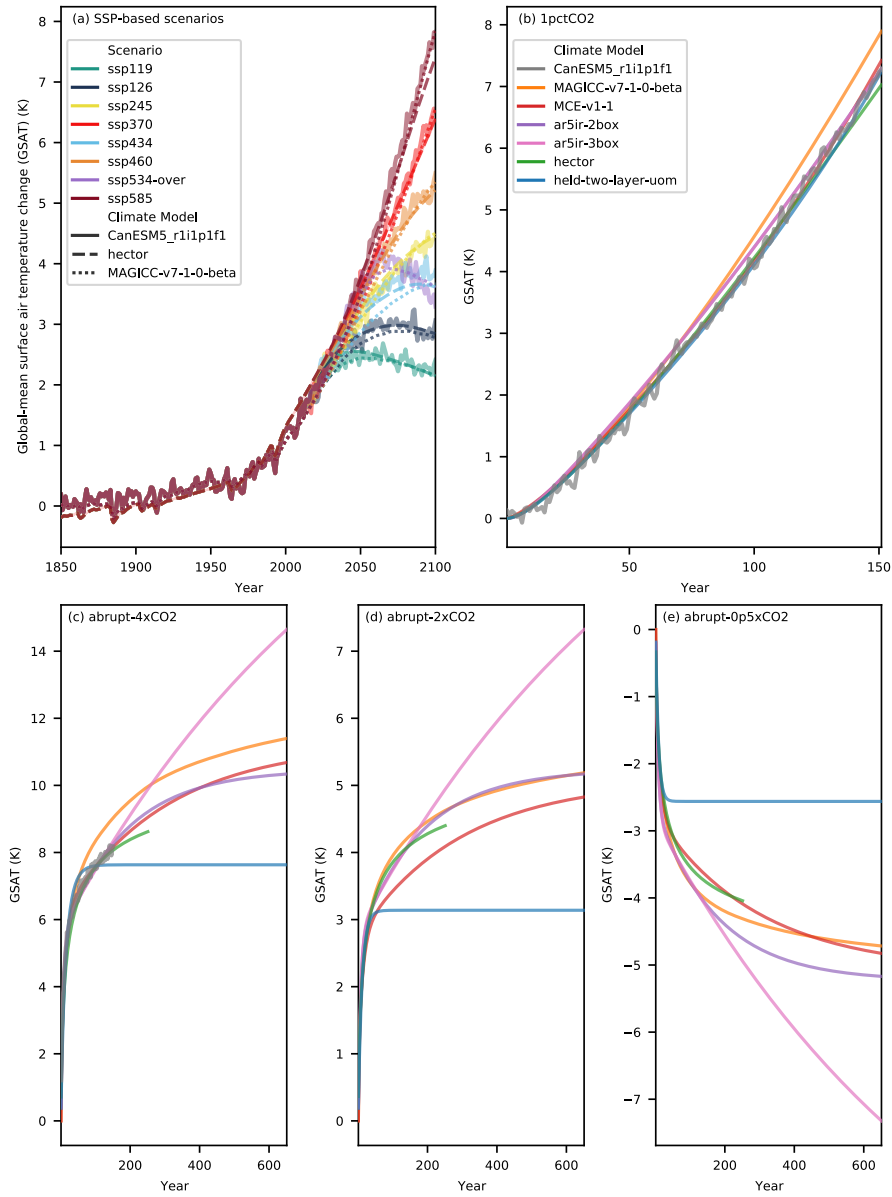 (a) SSP-based scenarios
Scenario
ssp119
ssp126
ssp245
ssp370
ssp434
ssp460
ssp534-over
ssp585
Climate Model
CanESM5_r1i1p1f1
hector
MAGICC-v7-1-0-beta
Global-mean surface air temperature change (GSAT) (K)
8
7
6
5
4
3
2
1
0
1850
1900
1950
2000
2050
2100
Year
(b) 1pctCO2
Climate Model
CanESM5_r1i1p1f1
MAGICC-v7-1-0-beta
MCE-v1-1
ar5ir-2box
ar5ir-3box
hector
held-two-layer-uom
GSAT (K)
8
7
6
5
4
3
2
1
0
50
100
150
Year
(c) abrupt-4xCO2
GSAT (K)
14
12
10
8
6
4
2
0
200
400
600
Year
(d) abrupt-2xCO2
GSAT (K)
7
6
5
4
3
2
1
0
200
400
600
Year
(e) abrupt-0p5xCO2
GSAT (K)
0
−1
−2
−3
−4
−5
−6
−7
200
400
600
Year